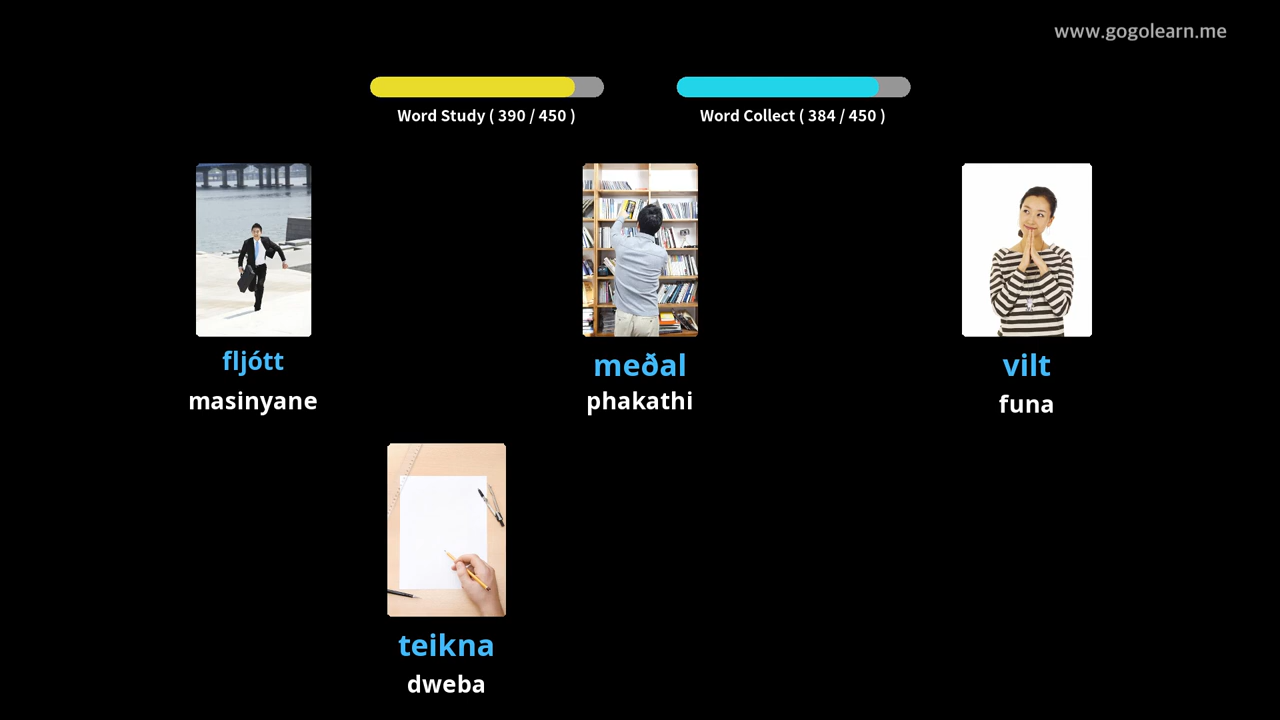 www.gogolearn.me
Word Study ( 390 / 450 )
Word Collect ( 384 / 450 )
fljótt
masinyane
meðal
phakathi
vilt
funa
teikna
dweba